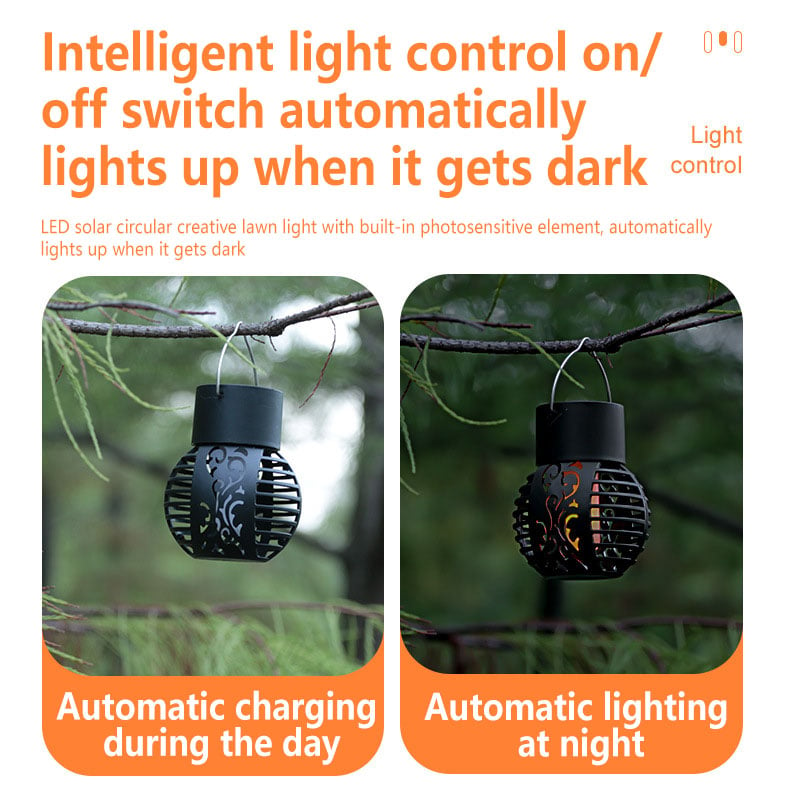 Intelligent light control on/
off switch automatically
lights up when it gets dark
Light
control
LED solar circular creative lawn light with built-in photosensitive element, automatically
lights up when it gets dark
Automatic charging
during the day
Automatic lighting
at night